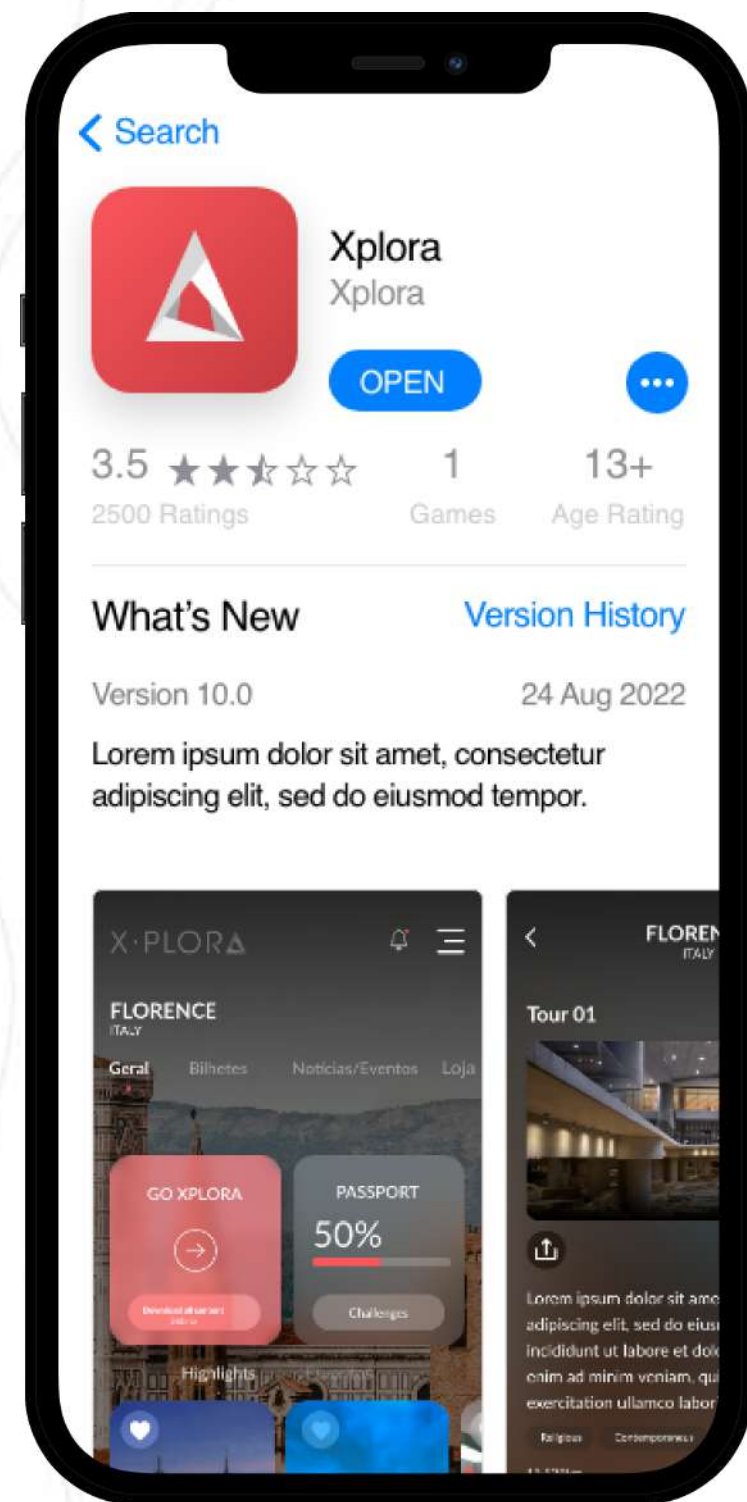 Search
Xplora
Xplora
OPEN
3.5
1
13+
2500 Ratings
Games
Age Rating
What's New
Version History
Version 10.0
24 Aug 2022
Lorem ipsum dolor sit amet, consectetur
adipiscing elit, sed do eiusmod tempor.
X·PLORA
FLORENCE
ITALY
Geral Bilhetes Notícias/Eventos Loja
GO XPLORA
PASSPORT
50%
Challenges
Highlights
FLOREN
ITALY
Tour 01
Lorem ipsum dolor sit ame
adipiscing elit, sed do eius
incididunt ut labore et dol
enim ad minim veniam, qu
exercitation ullamco labor
Religious